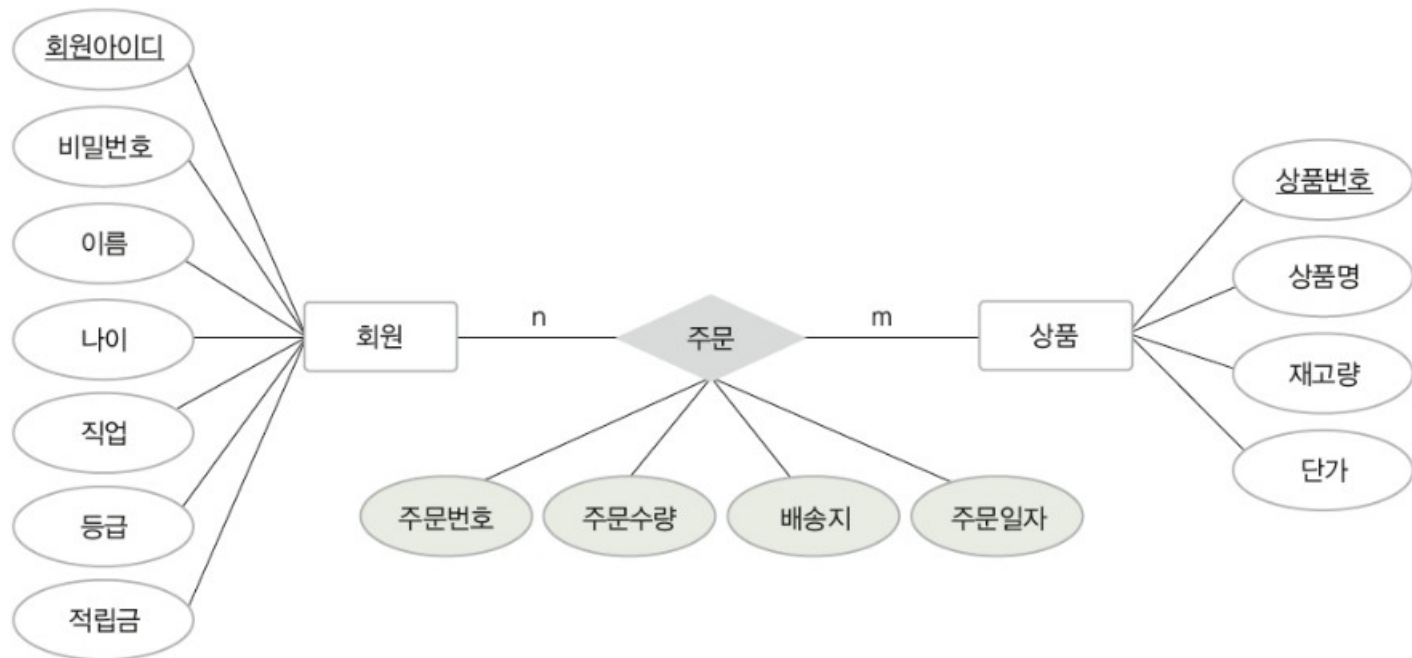 회원아이디
비밀번호
이름
나이
직업
등급
적립금
회원
n
주문
m
상품
주문번호
주문수량
배송지
주문일자
상품번호
상품명
재고량
단가